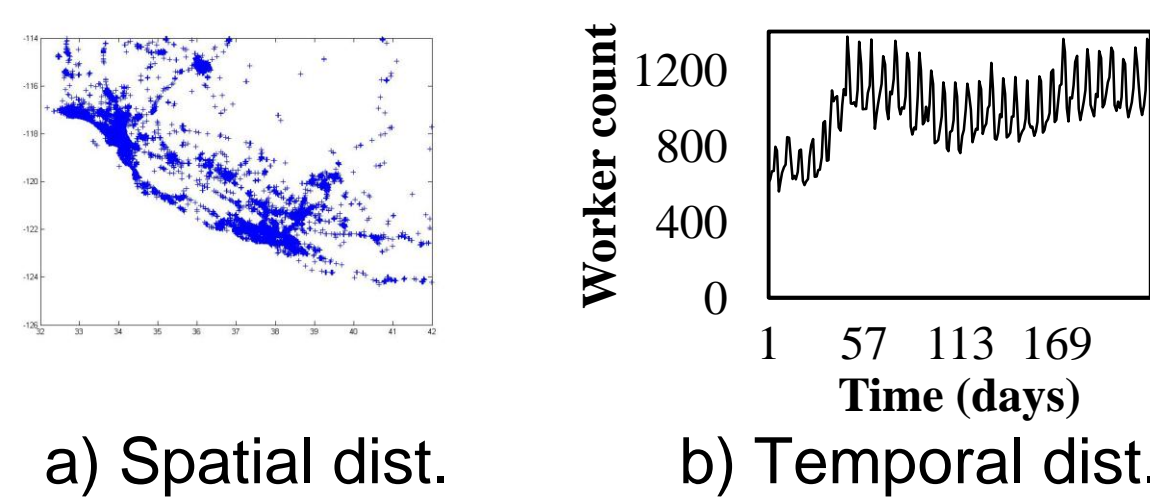 -114
-116
-118
-120
-122
-124
-126
32 33 34 35 36 37 38 39 40 41 42
a) Spatial dist.
Worker count
1200
800
400
0
1 57 113 169
Time (days)
b) Temporal dist.